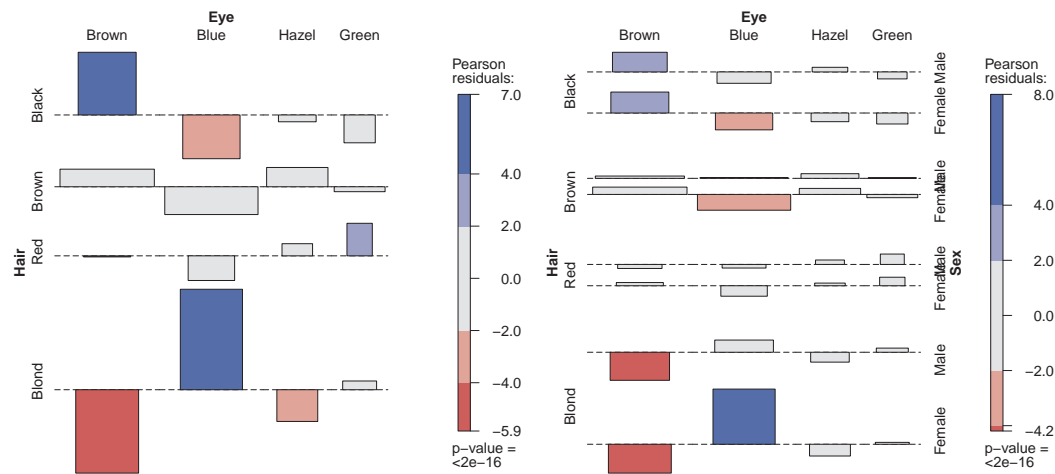 Eye
Brown Blue Hazel Green
Hair
Black
Brown
Red
Blond
Pearson
residuals:
7.0
4.0
2.0
0.0
−2.0
−4.0
−5.9
p−value =
<2e−16
Eye
Brown Blue Hazel Green
Hair
Black
Brown
Red
Blond
Sex
Male
Female
Male
Female
Male
Female
Male
Female
Pearson
residuals:
8.0
4.0
2.0
0.0
−2.0
−4.2
p−value =
<2e−16